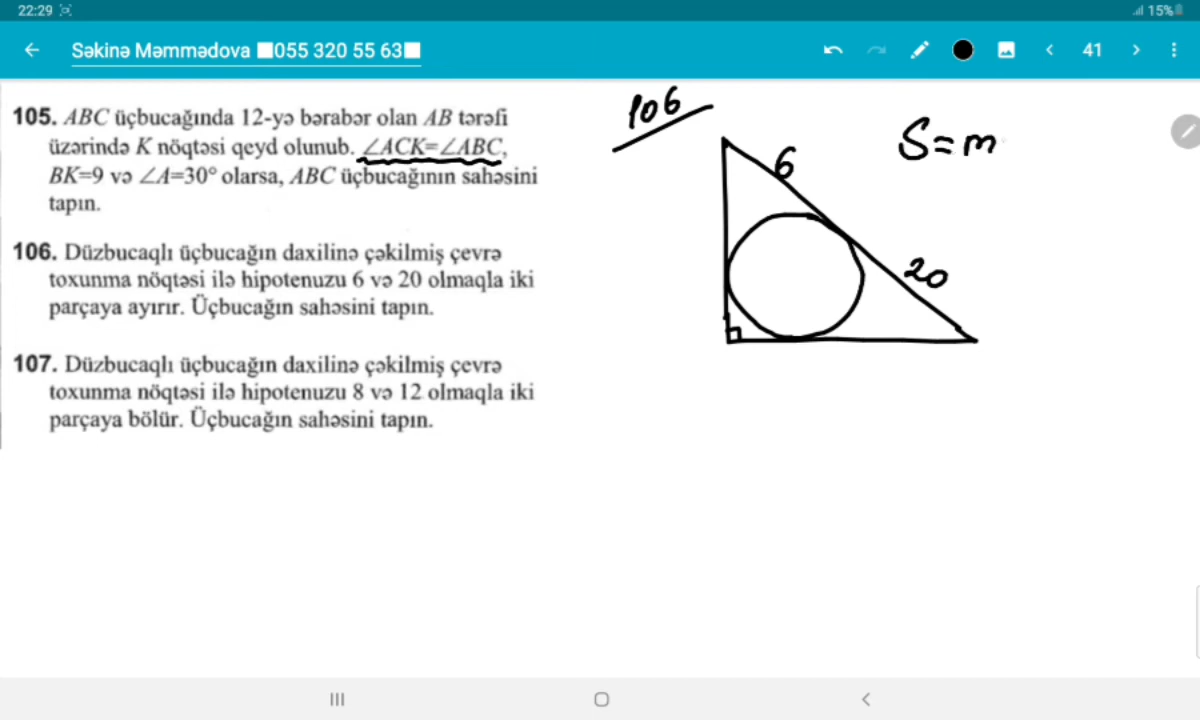 22:29
15%
Səkinə Məmmədova 055 320 55 63
41
105. ABC üçbucağında 12-yə bərabər olan AB tərəfi
üzərində K nöqtəsi qeyd olunub. ∠ACK=∠ABC,
BK=9 və ∠A=30° olarsa, ABC üçbucağının sahəsini
tapın.
106. Düzbucaqlı üçbucağın daxilinə çəkilmiş çevrə
toxunma nöqtəsi ilə hipotenuzu 6 və 20 olmaqla iki
parçaya ayırır. Üçbucağın sahəsini tapın.
107. Düzbucaqlı üçbucağın daxilinə çəkilmiş çevrə
toxunma nöqtəsi ilə hipotenuzu 8 və 12 olmaqla iki
parçaya bölür. Üçbucağın sahəsini tapın.
106
S=m
6
20